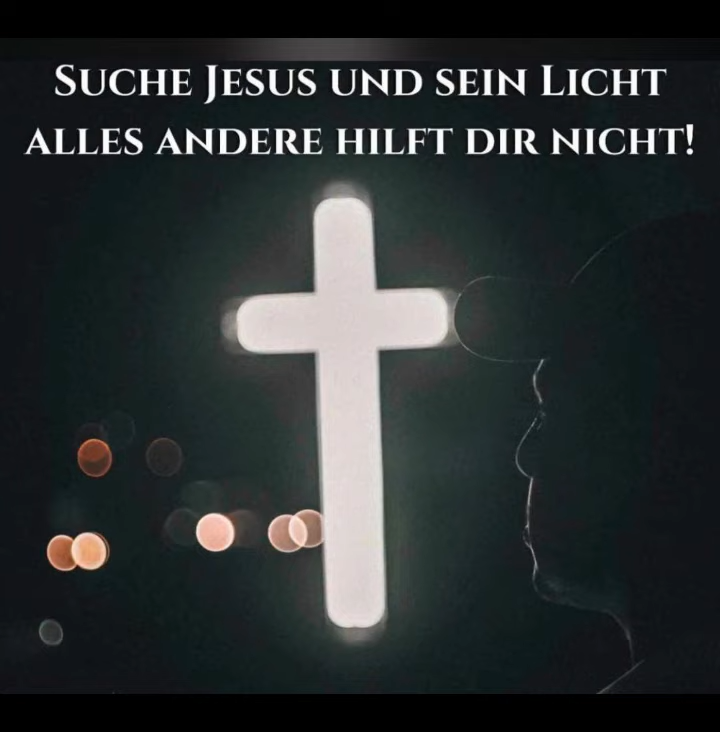 Suche Jesus und sein Licht
alles andere hilft dir nicht!